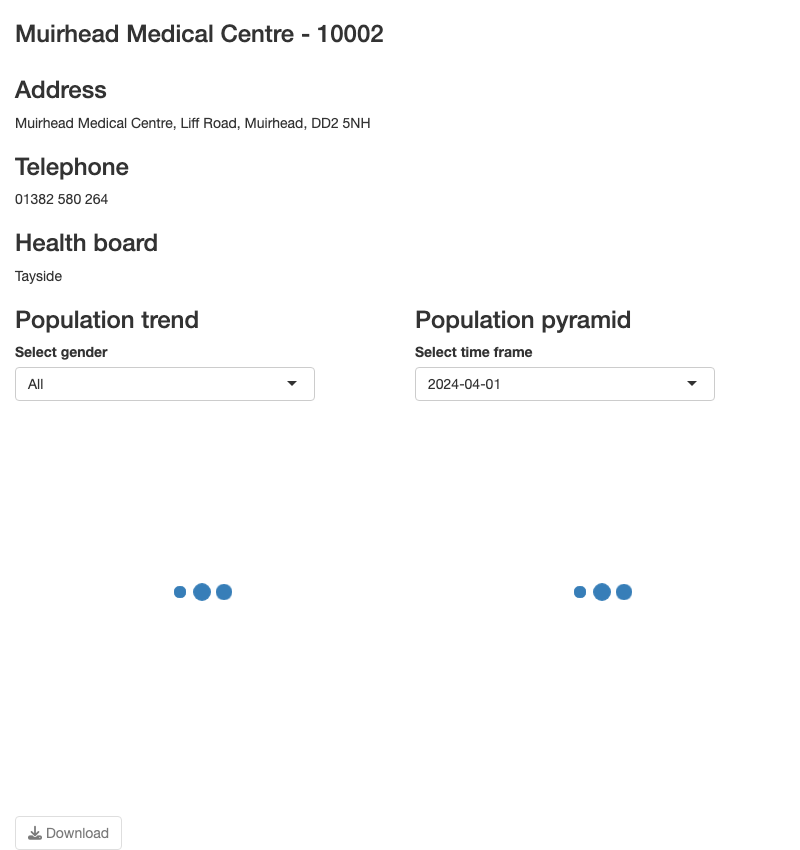 Muirhead Medical Centre - 10002
Address
Muirhead Medical Centre, Liff Road, Muirhead, DD2 5NH
Telephone
01382 580 264
Health board
Tayside
Population trend
Select gender
All
Population pyramid
Select time frame
2024-04-01
Download